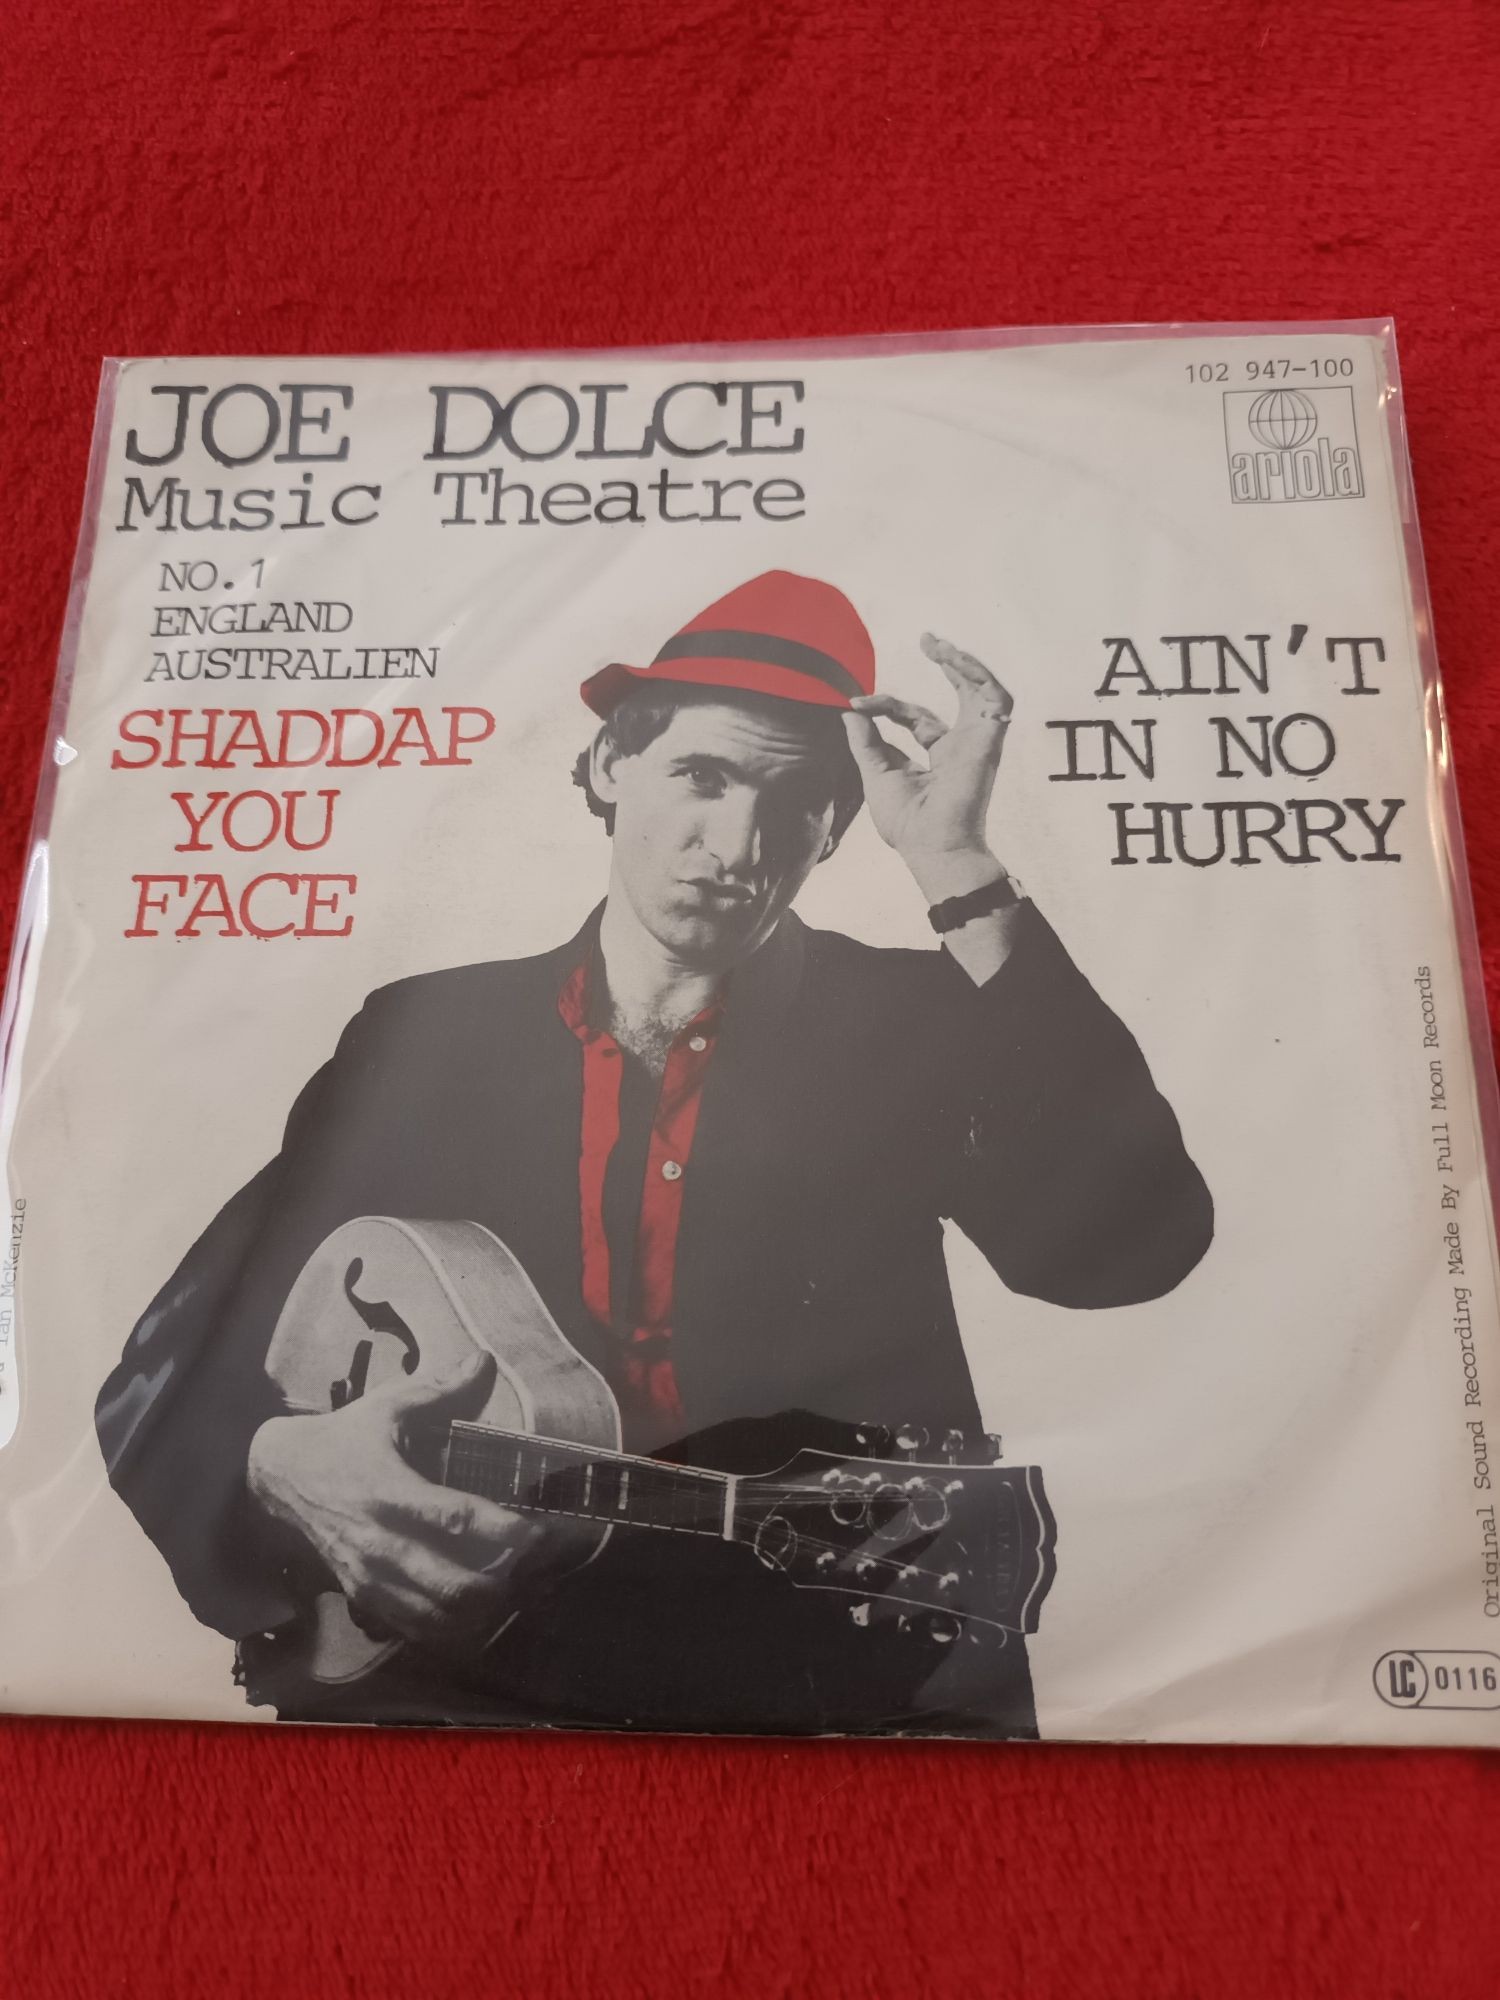 102 947-100
ariola
JOE DOLCE
Music Theatre
NO. 1
ENGLAND
AUSTRALIEN
SHADDAP
YOU
FACE
AIN'T
IN NO
HURRY
Original Sound Recording Made By Full Moon Records
Ian McKenzie
LC 0116